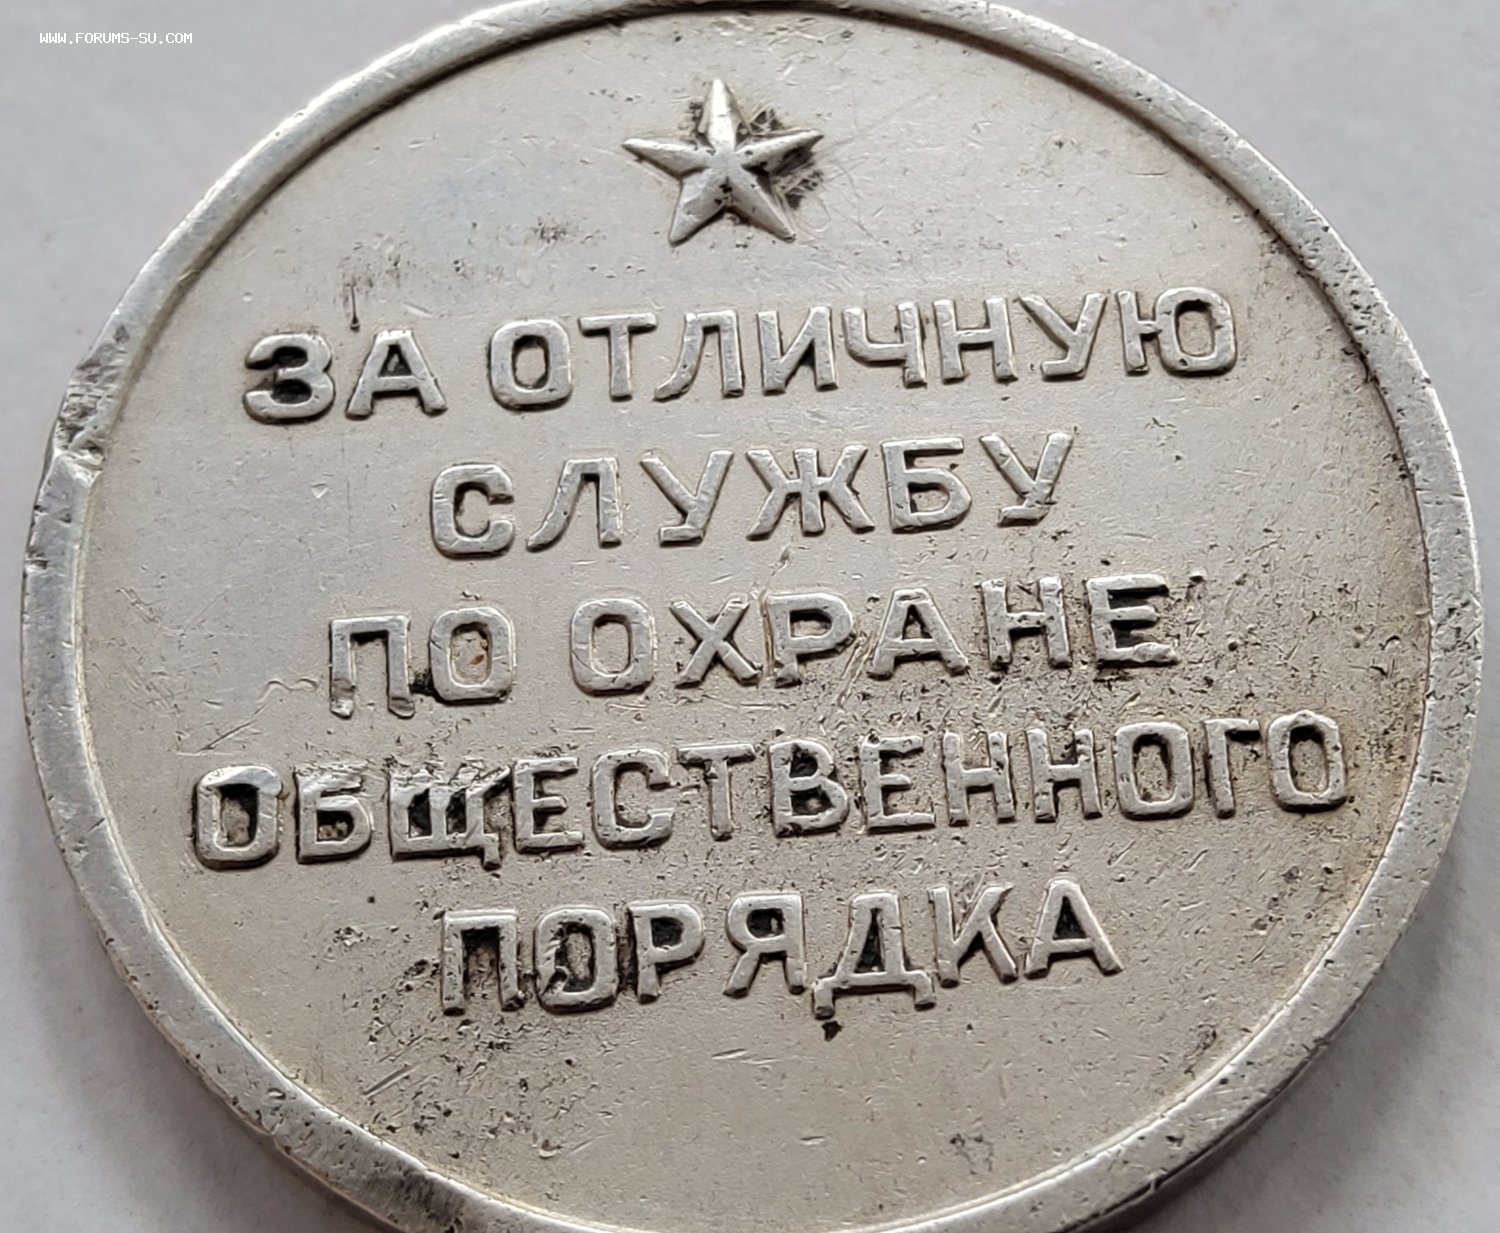 WWW.FORUMS-SU.COM
ЗА ОТЛИЧНУЮ
СЛУЖБУ
ПО ОХРАНЕ
ОБЩЕСТВЕННОГО
ПОРЯДКА